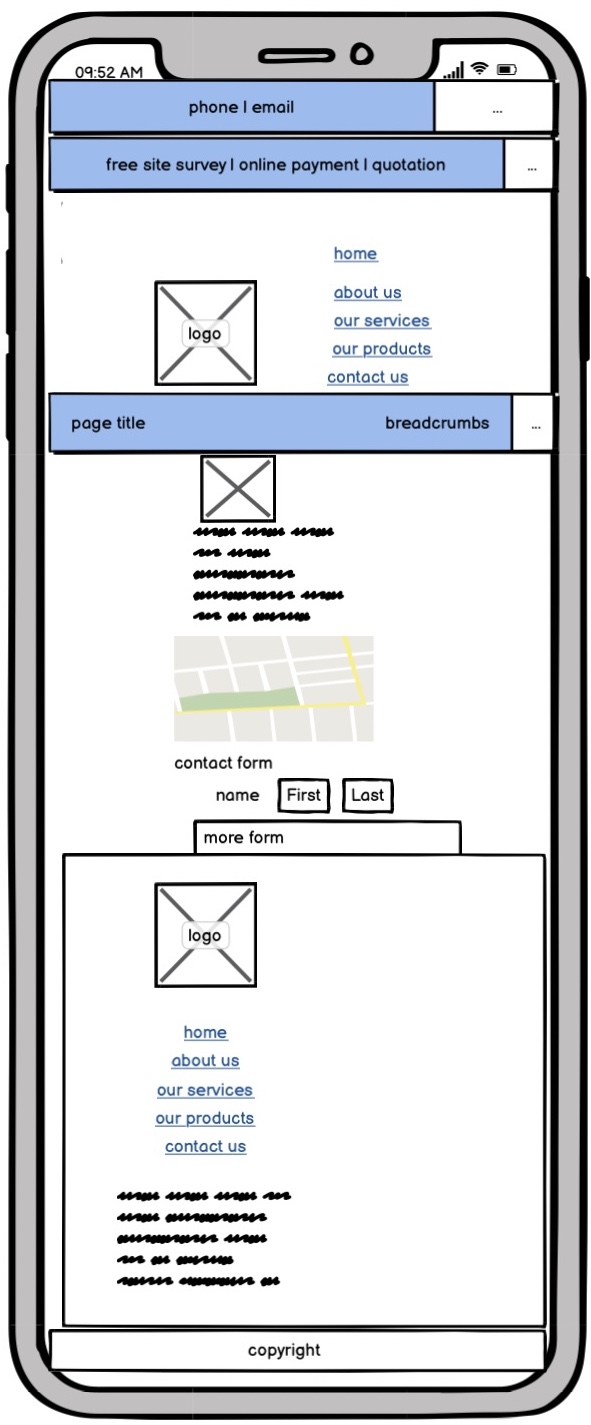 09:52 AM
phone | email ...
free site survey | online payment | quotation ...
home
about us
our services
logo
our products
contact us
page title breadcrumbs ...
contact form
name First Last
more form
logo
home
about us
our services
our products
contact us
copyright